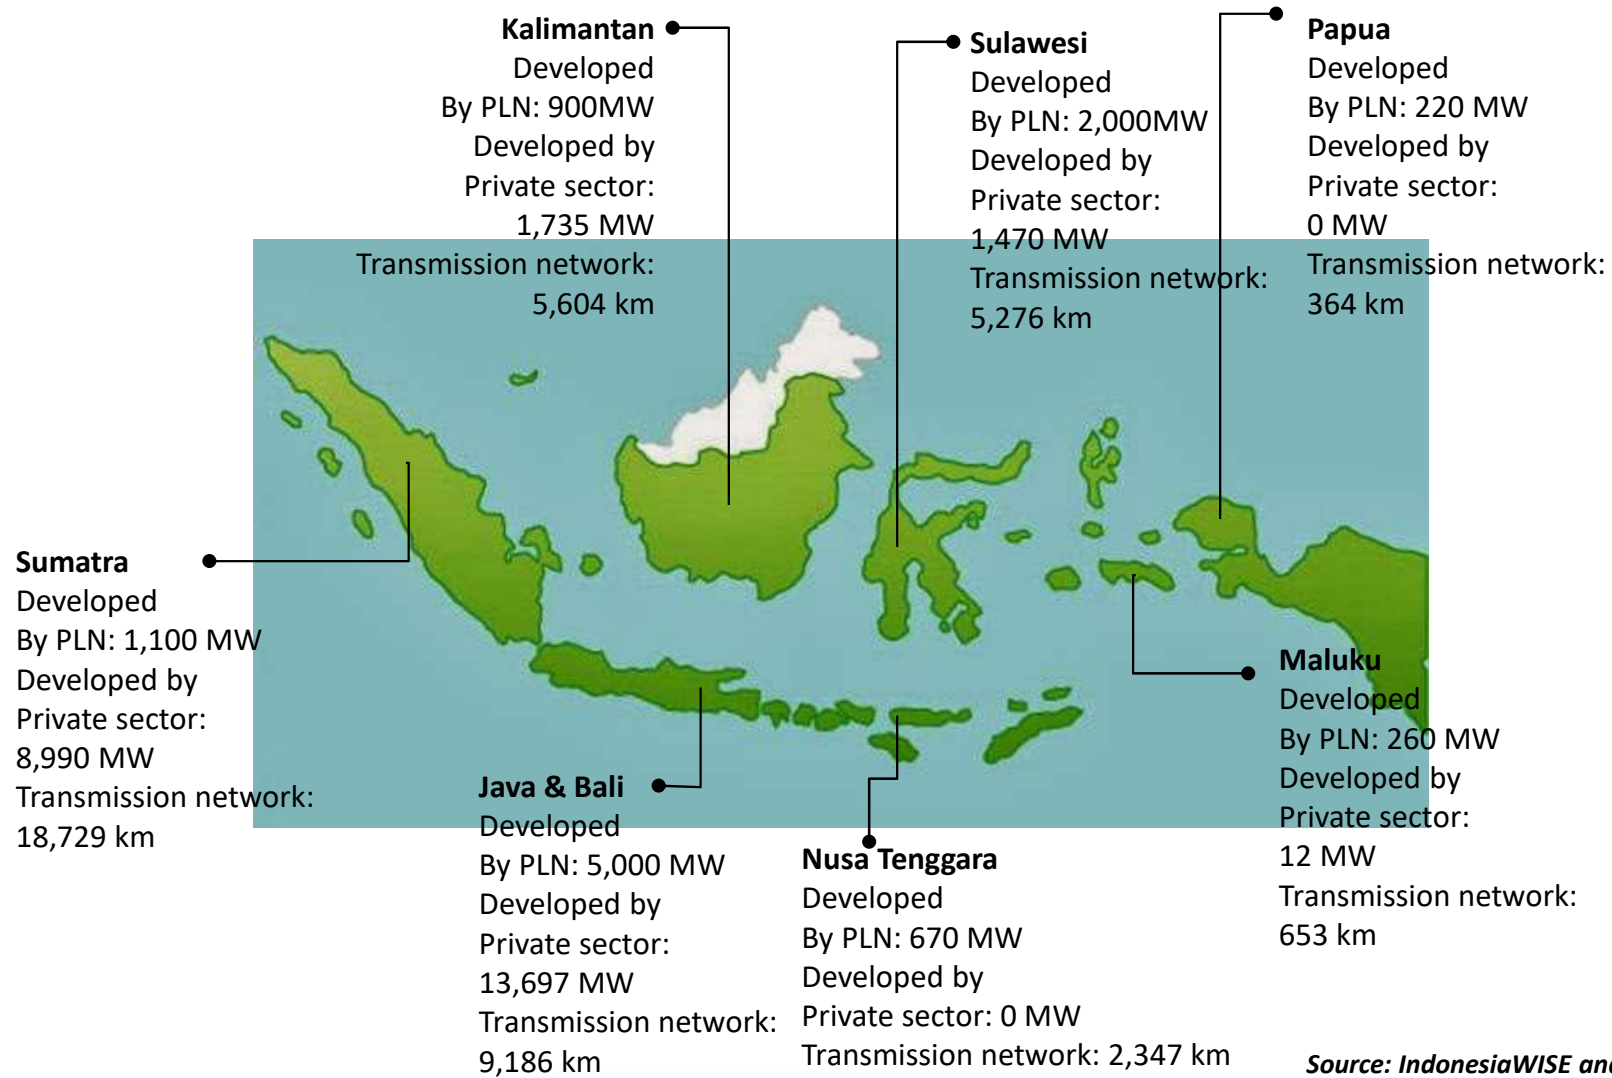 Kalimantan
Developed
By PLN: 900MW
Developed by
Private sector:
1,735 MW
Transmission network:
5,604 km
Sulawesi
Developed
By PLN: 2,000MW
Developed by
Private sector:
1,470 MW
Transmission network:
5,276 km
Papua
Developed
By PLN: 220 MW
Developed by
Private sector:
0 MW
Transmission network:
364 km
Sumatra
Developed
By PLN: 1,100 MW
Developed by
Private sector:
8,990 MW
Transmission network:
18,729 km
Java & Bali
Developed
By PLN: 5,000 MW
Developed by
Private sector:
13,697 MW
Transmission network:
9,186 km
Nusa Tenggara
Developed
By PLN: 670 MW
Developed by
Private sector: 0 MW
Transmission network: 2,347 km
Maluku
Developed
By PLN: 260 MW
Developed by
Private sector:
12 MW
Transmission network:
653 km
Source: IndonesiaWISE and